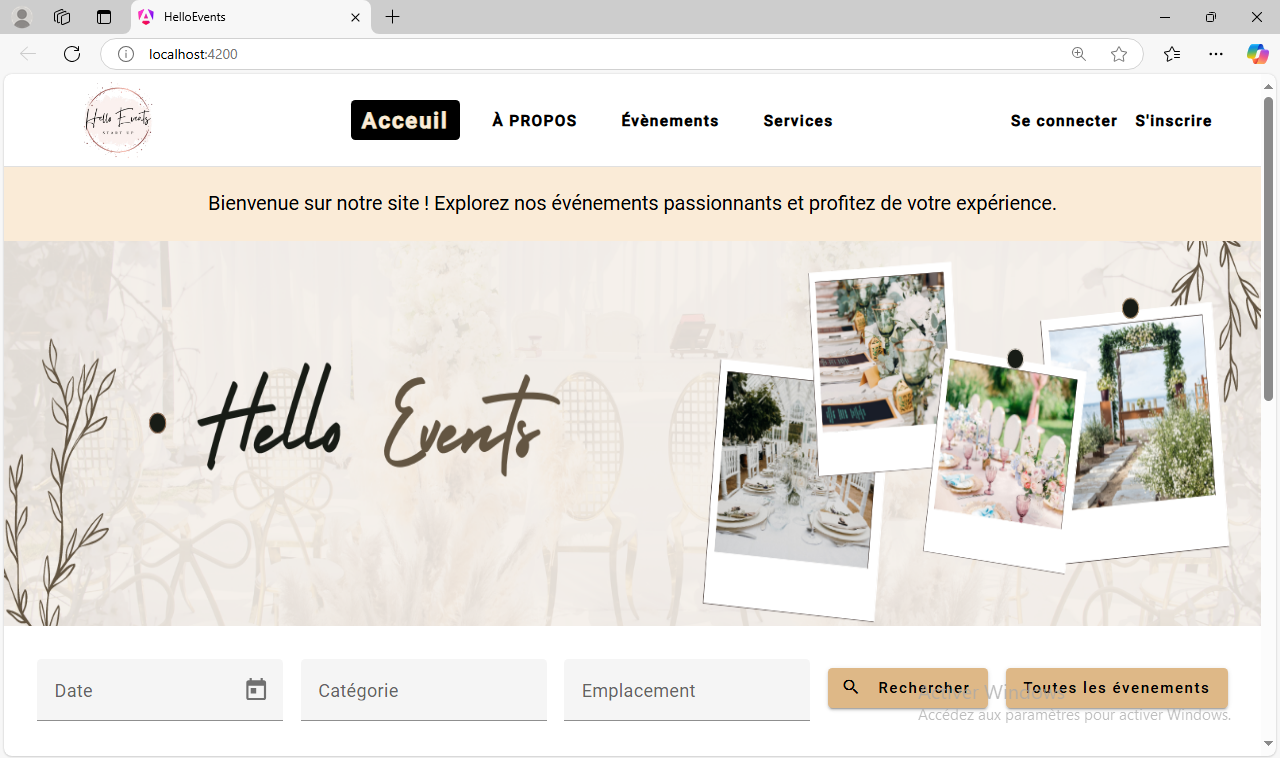 HelloEvents
localhost:4200
Hello Events
START-UP
Acceuil
À PROPOS
Évènements
Services
Se connecter
S'inscrire
Bienvenue sur notre site ! Explorez nos événements passionnants et profitez de votre expérience.
Hello Events
Date
Catégorie
Emplacement
Rechercher
Toutes les évenements
Activer Windows
Accédez aux paramètres pour activer Windows.